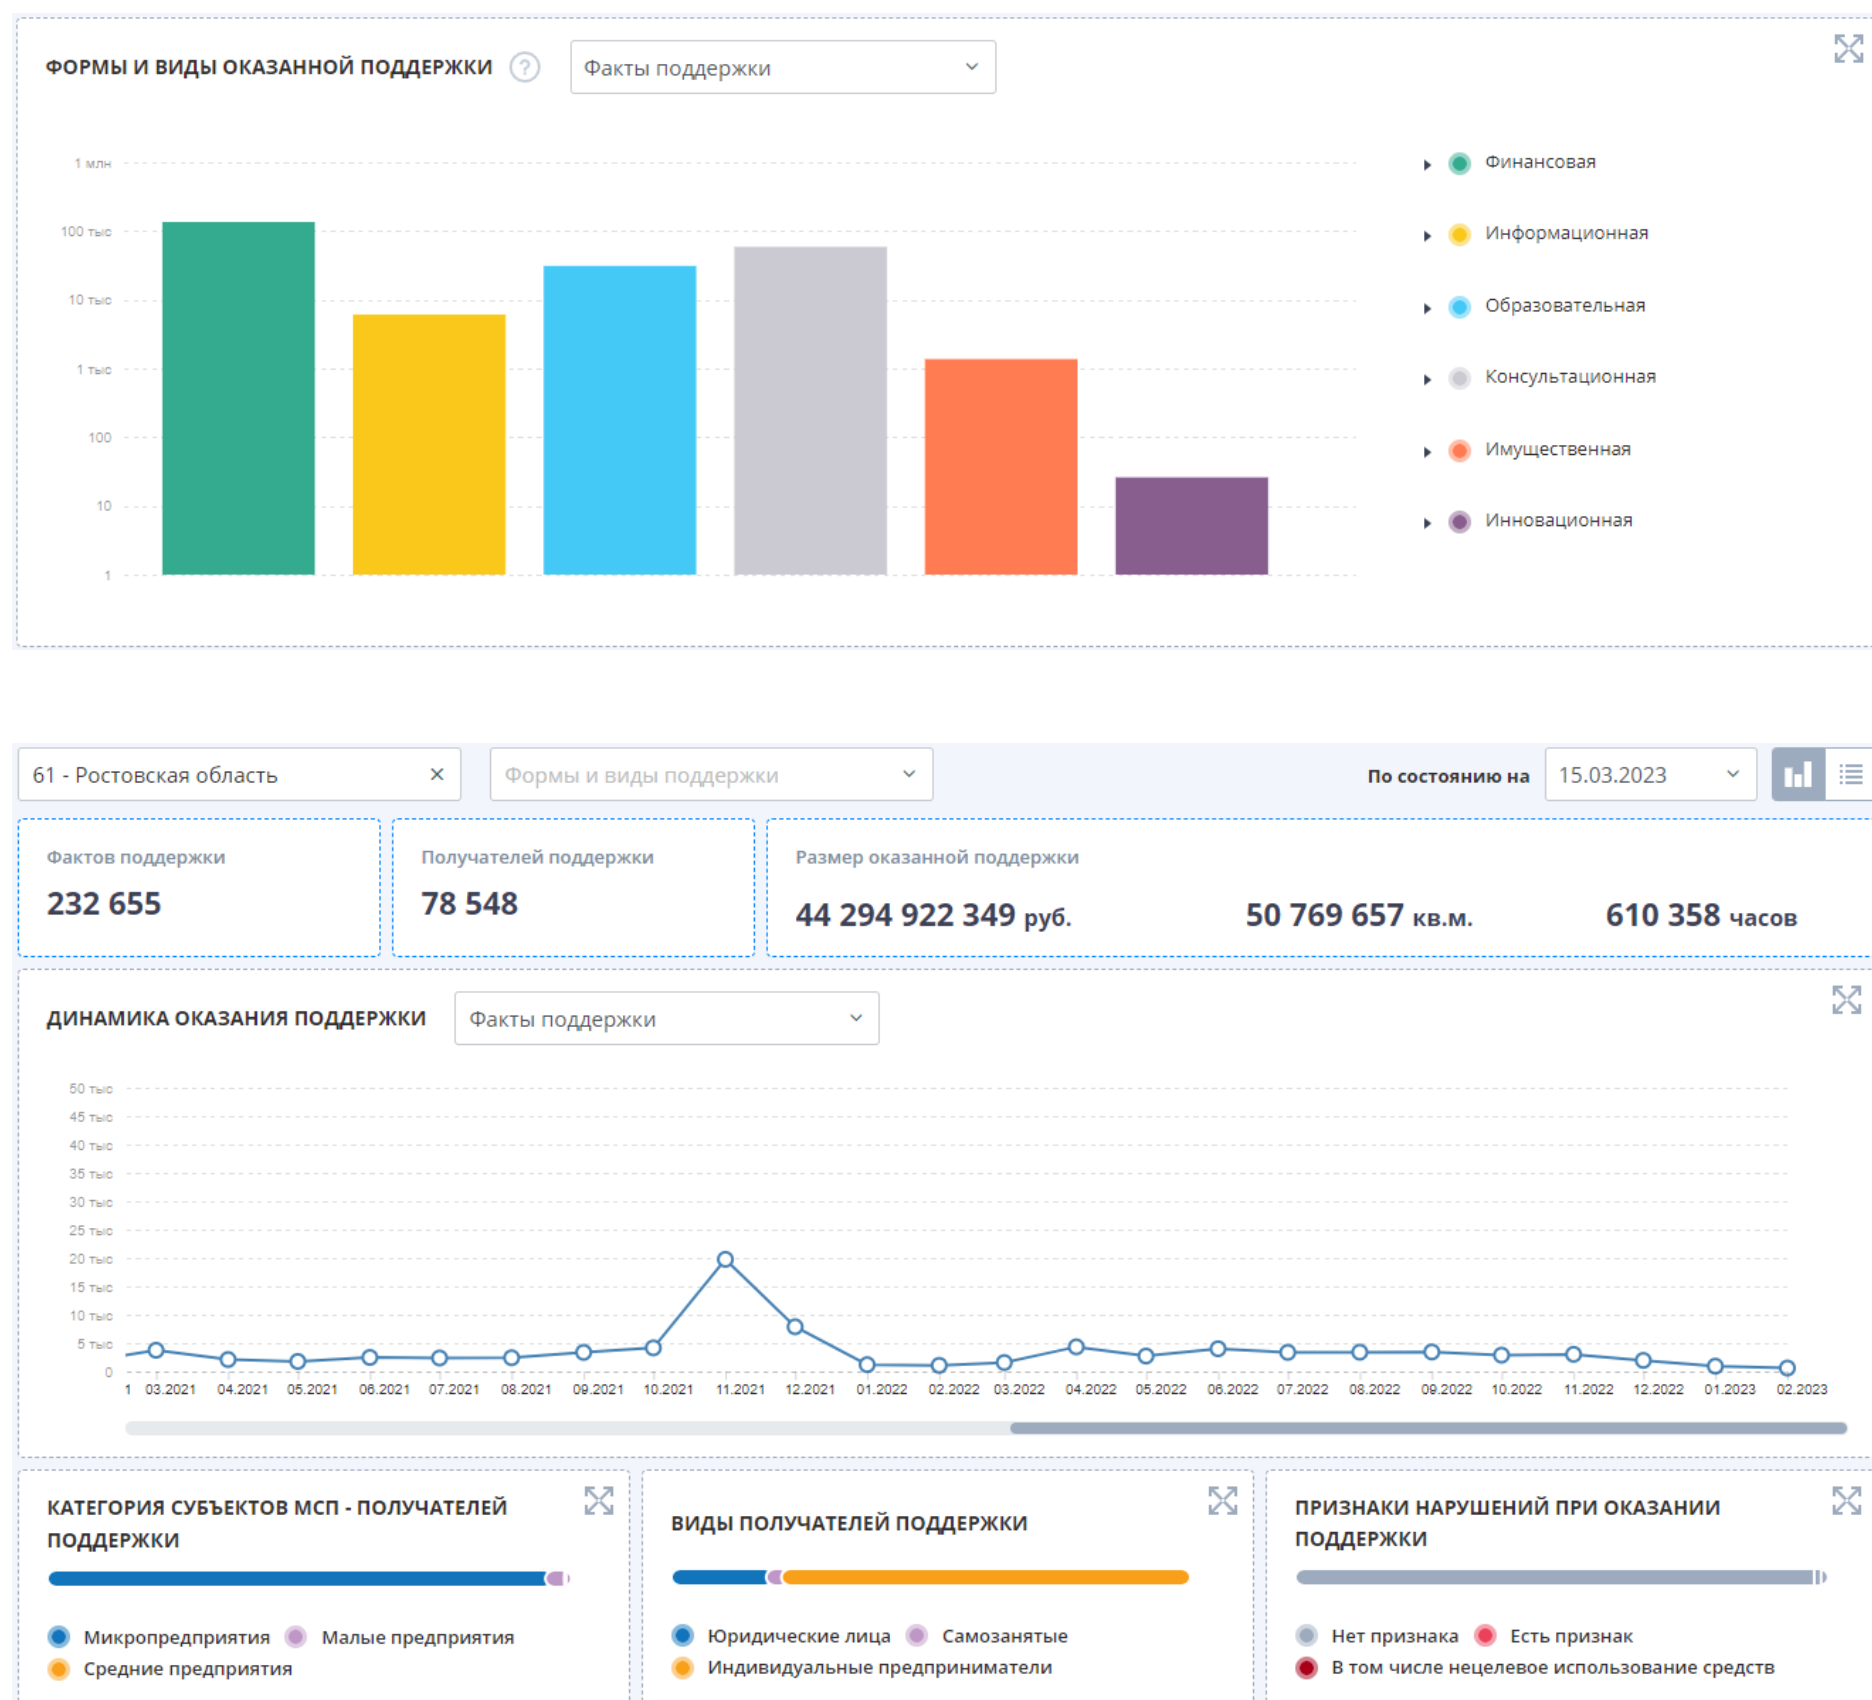 ФОРМЫ И ВИДЫ ОКАЗАННОЙ ПОДДЕРЖКИ ? Факты поддержки
1 млн
100 тыс
10 тыс
1 тыс
100
10
1
Финансовая
Информационная
Образовательная
Консультационная
Имущественная
Инновационная
61 - Ростовская область × Формы и виды поддержки По состоянию на 15.03.2023
Фактов поддержки
232 655
Получателей поддержки
78 548
Размер оказанной поддержки
44 294 922 349 руб. 50 769 657 кв.м. 610 358 часов
ДИНАМИКА ОКАЗАНИЯ ПОДДЕРЖКИ Факты поддержки
50 тыс
45 тыс
40 тыс
35 тыс
30 тыс
25 тыс
20 тыс
15 тыс
10 тыс
5 тыс
0
1 03.2021 04.2021 05.2021 06.2021 07.2021 08.2021 09.2021 10.2021 11.2021 12.2021 01.2022 02.2022 03.2022 04.2022 05.2022 06.2022 07.2022 08.2022 09.2022 10.2022 11.2022 12.2022 01.2023 02.2023
КАТЕГОРИЯ СУБЪЕКТОВ МСП - ПОЛУЧАТЕЛЕЙ
ПОДДЕРЖКИ
Микропредприятия Малые предприятия
Средние предприятия
ВИДЫ ПОЛУЧАТЕЛЕЙ ПОДДЕРЖКИ
Юридические лица Самозанятые
Индивидуальные предприниматели
ПРИЗНАКИ НАРУШЕНИЙ ПРИ ОКАЗАНИИ
ПОДДЕРЖКИ
Нет признака Есть признак
В том числе нецелевое использование средств